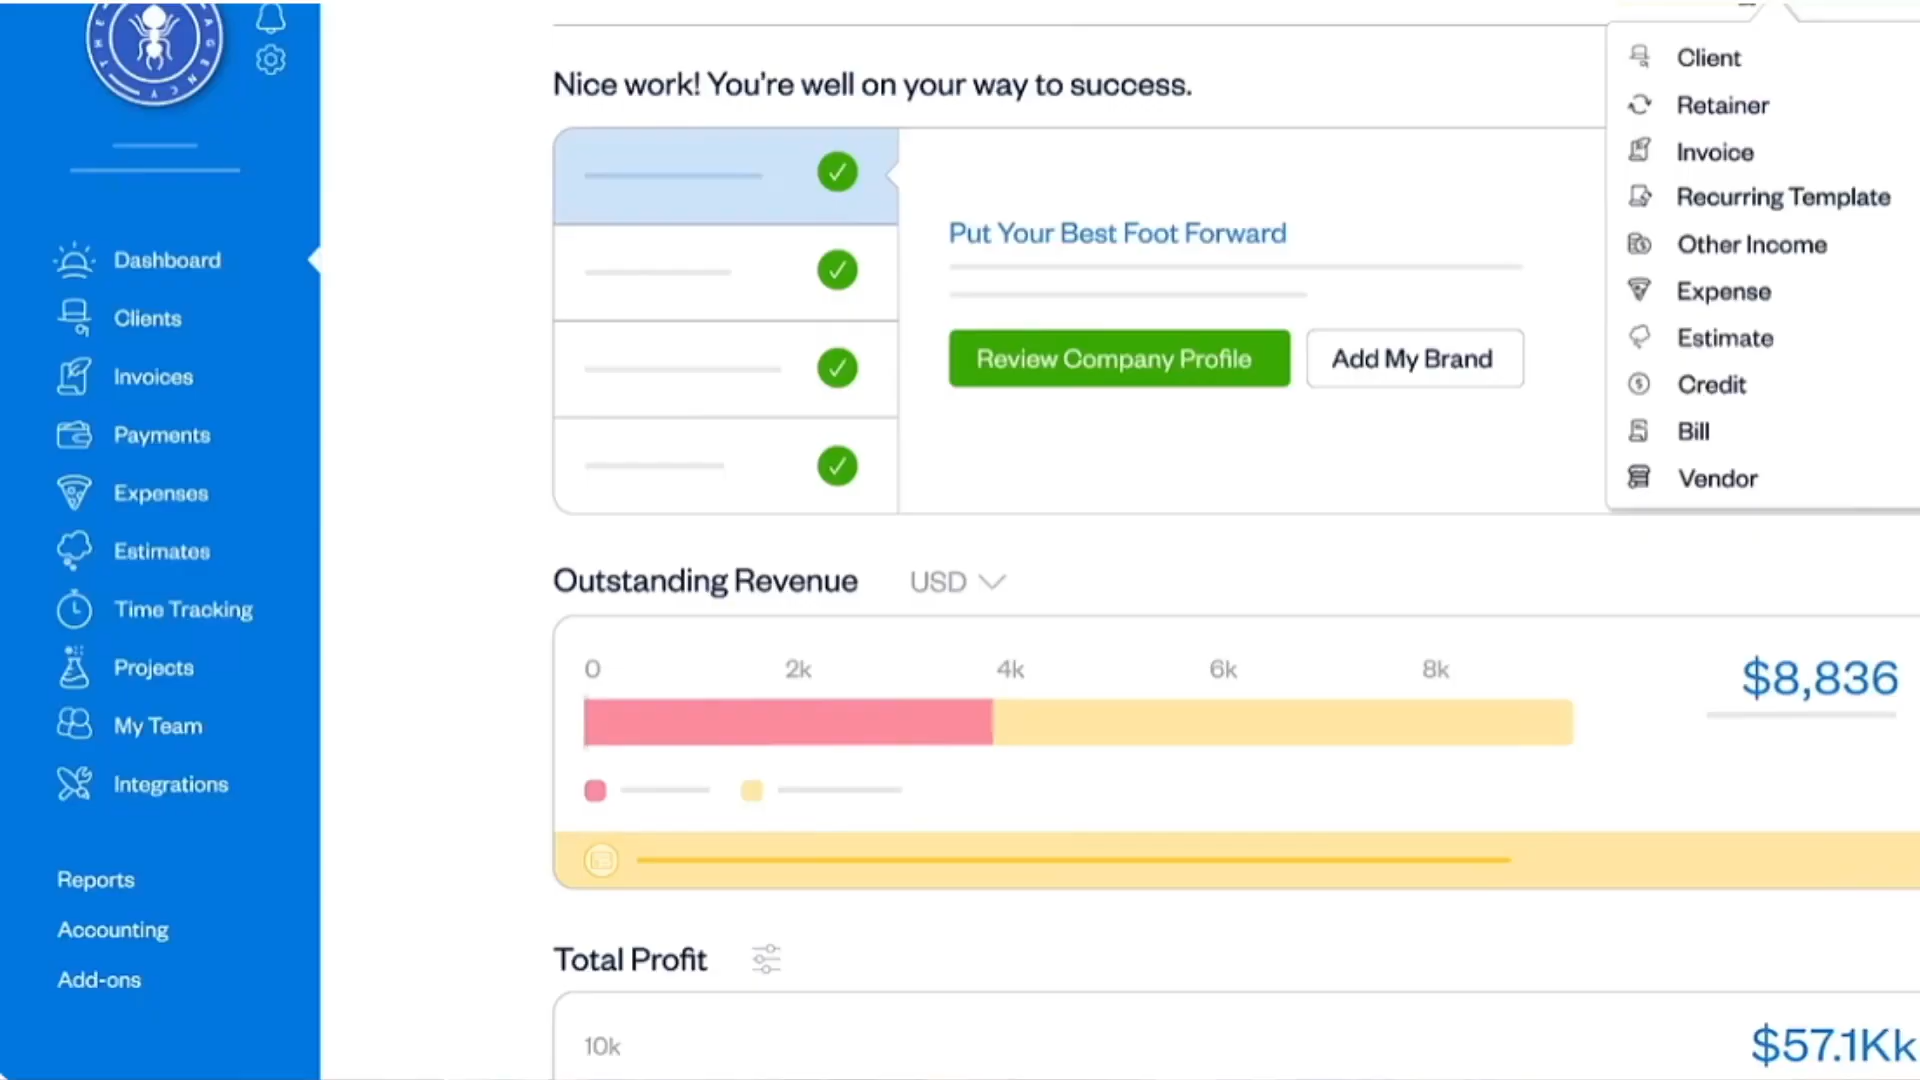 THE AGENCY
Dashboard
Clients
Invoices
Payments
Expenses
Estimates
Time Tracking
Projects
My Team
Integrations
Reports
Accounting
Add-ons
Nice work! You're well on your way to success.
Put Your Best Foot Forward
Review Company Profile
Add My Brand
Client
Retainer
Invoice
Recurring Template
Other Income
Expense
Estimate
Credit
Bill
Vendor
Outstanding Revenue USD
0 2k 4k 6k 8k
$8,836
Total Profit
10k
$57.1Kk